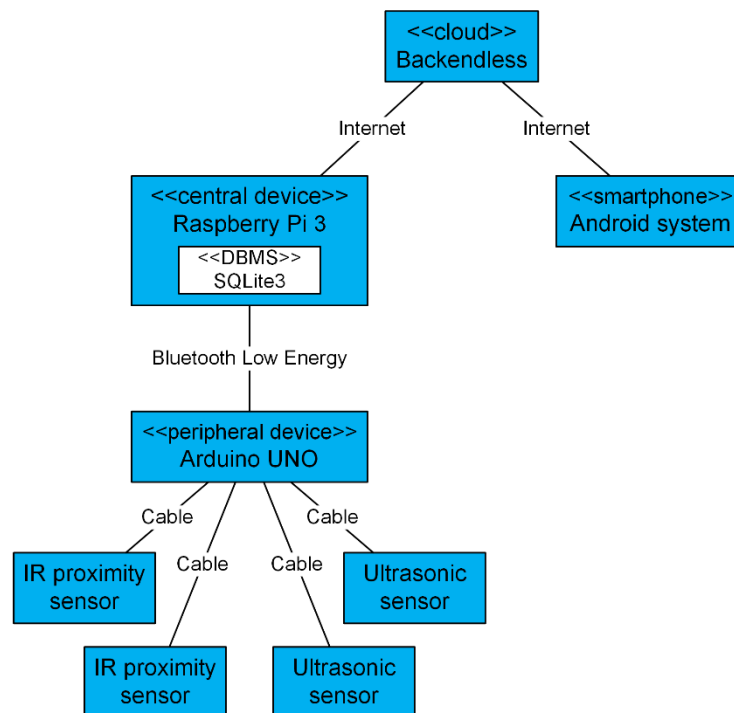 <<cloud>>
Backendless
Internet
Internet
<<central device>>
Raspberry Pi 3
<<DBMS>>
SQLite3
<<smartphone>>
Android system
Bluetooth Low Energy
<<peripheral device>>
Arduino UNO
Cable
Cable
Cable
Cable
IR proximity
sensor
Ultrasonic
sensor
IR proximity
sensor
Ultrasonic
sensor